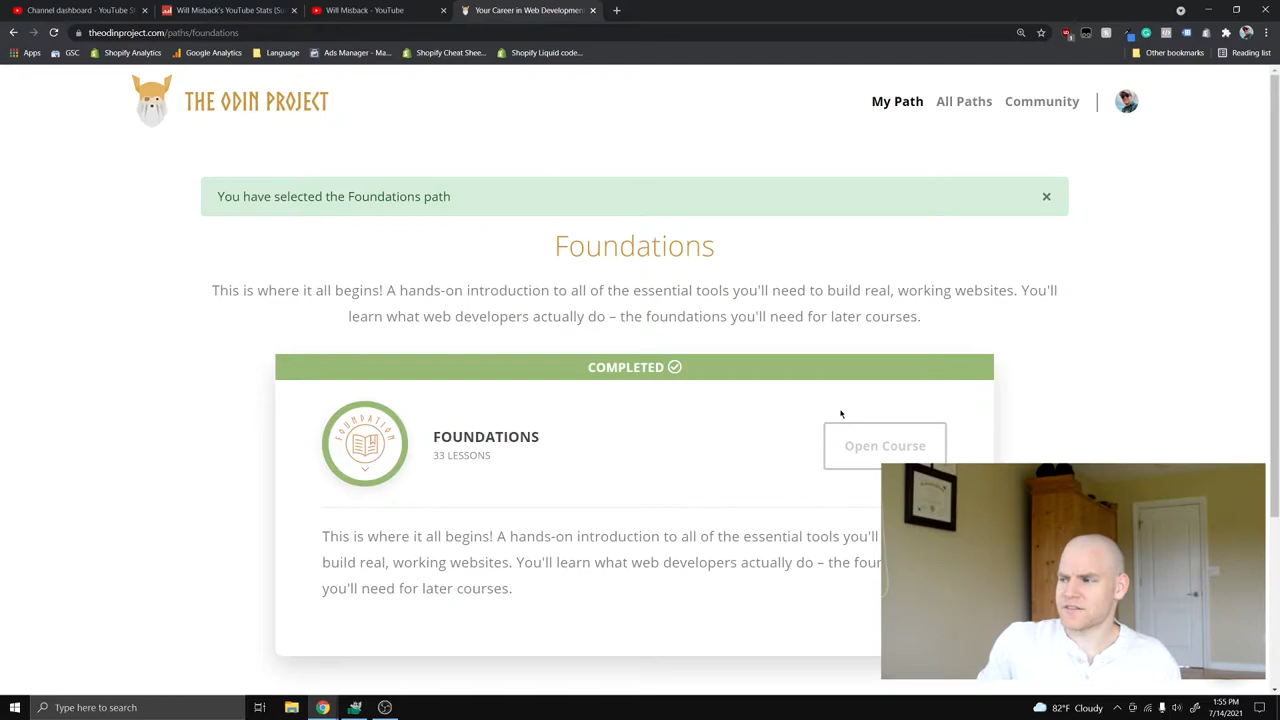 Channel dashboard - YouTube St
Will Misback's YouTube Stats (Su
Will Misback - YouTube
Your Career in Web Developmen
theodinproject.com/paths/foundations
Apps
GSC
Shopify Analytics
Google Analytics
Language
Ads Manager - Ma...
Shopify Cheat Shee...
Shopify Liquid code...
Other bookmarks
Reading list
THE ODIN PROJECT
My Path
All Paths
Community
You have selected the Foundations path
Foundations
This is where it all begins! A hands-on introduction to all of the essential tools you'll need to build real, working websites. You'll
learn what web developers actually do – the foundations you'll need for later courses.
COMPLETED
FOUNDATION
FOUNDATIONS
33 LESSONS
Open Course
This is where it all begins! A hands-on introduction to all of the essential tools you'll
build real, working websites. You'll learn what web developers actually do – the four
you'll need for later courses.
Type here to search
82°F Cloudy
1:55 PM
7/14/2021